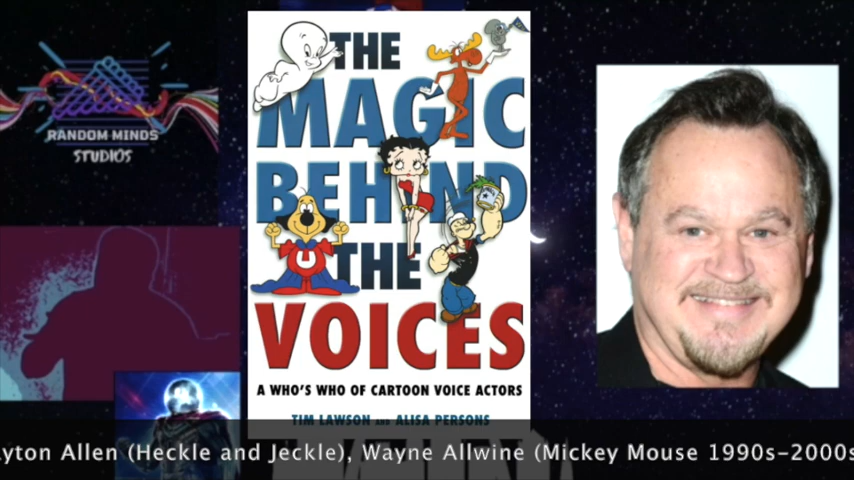 RANDOM MINDS
STUDIOS
THE
MAGIC
BEHIND
THE
VOICES
A WHO'S WHO OF CARTOON VOICE ACTORS
TIM LAWSON AND ALISA PERSONS
yton Allen (Heckle and Jeckle), Wayne Allwine (Mickey Mouse 1990s-2000s